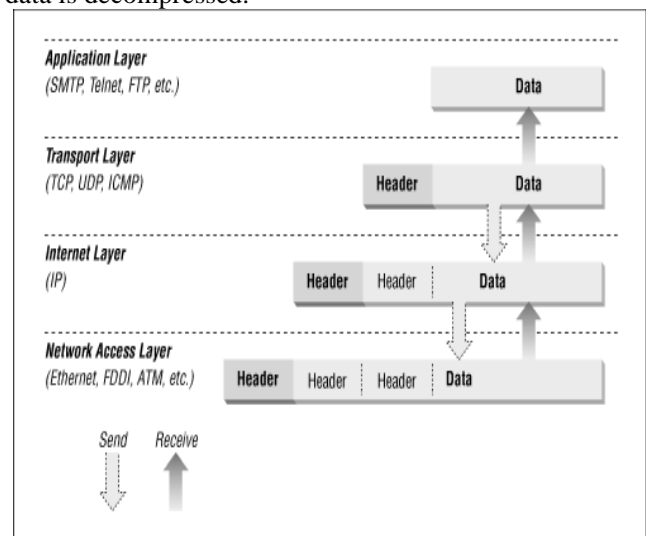 data is decompressed.
Application Layer
(SMTP, Telnet, FTP, etc.)
Data
Transport Layer
(TCP, UDP, ICMP)
Header Data
Internet Layer
(IP)
Header Header Data
Network Access Layer
(Ethernet, FDDI, ATM, etc.)
Header Header Header Data
Send Receive